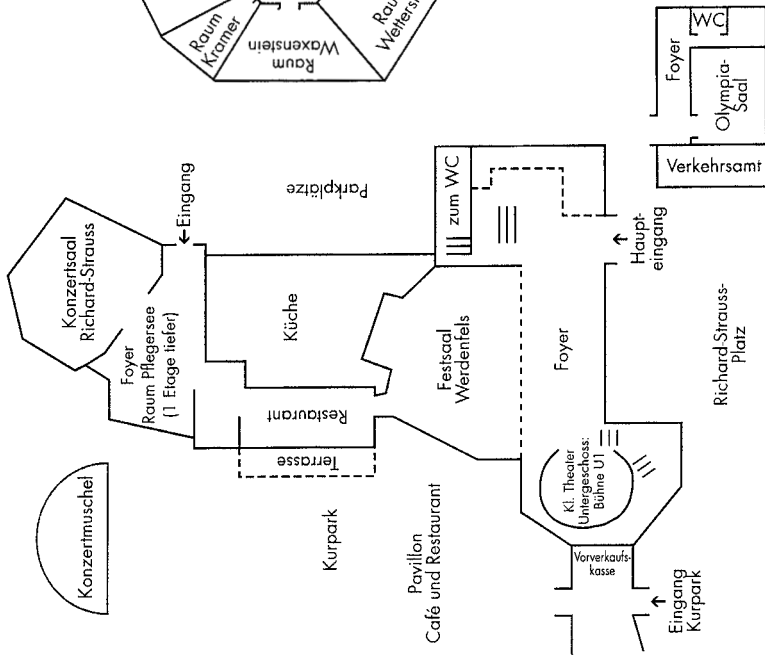 Raum
Kramer
Raum
Waxenstein
WC
Foyer
Olympia-
Saal
Verkehrsamt
Parkplätze
zum WC
Eingang
Haupt-
eingang
Konzertsaal
Richard-Strauss
Foyer
Raum Pflegersee
(1 Etage tiefer)
Küche
Festsaal
Werdenfels
Foyer
Richard-Strauss-
Platz
Restaurant
Terrasse
Kl. Theater
Untergeschoss:
Bühne U1
Konzertmuschel
Kurpark
Pavillon
Café und Restaurant
Vorverkaufs-
kasse
Eingang
Kurpark